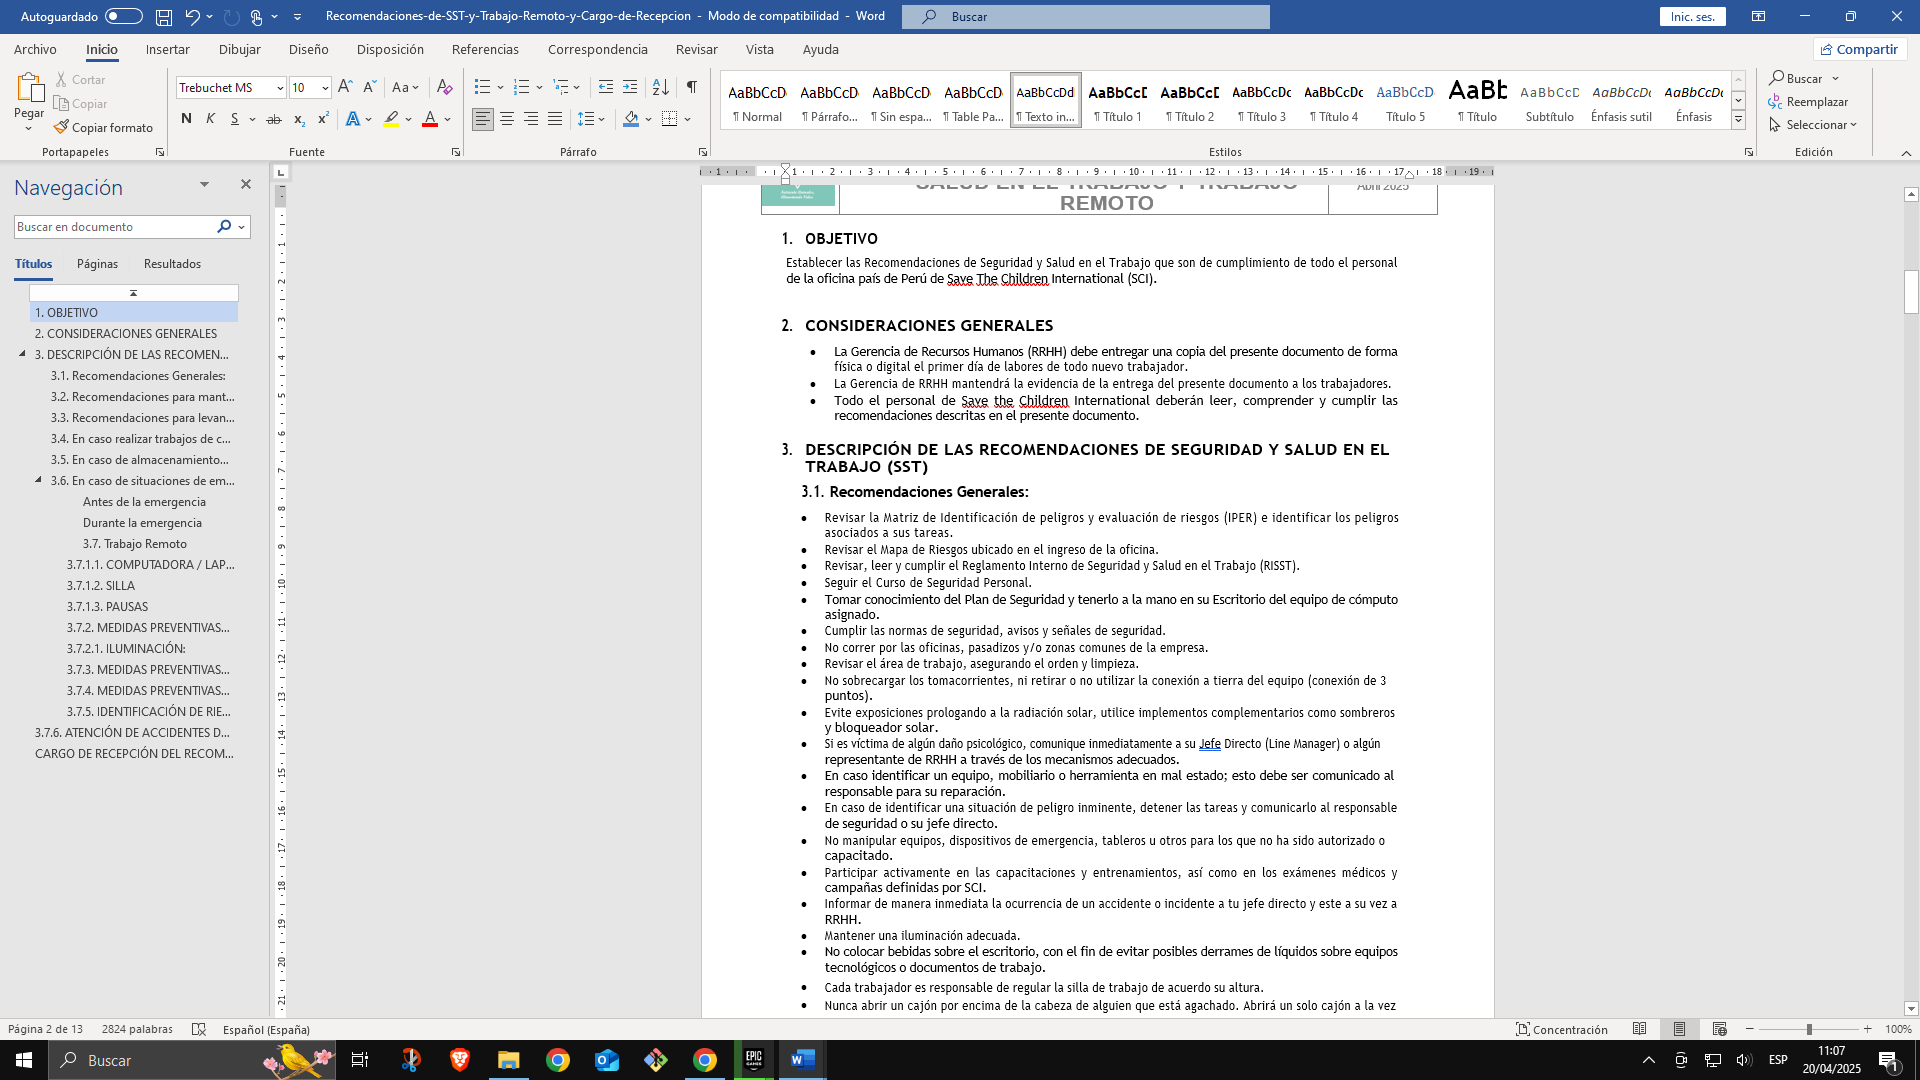 Autoguardado
Recomendaciones-de-SST-y-Trabajo-Remoto-y-Cargo-de-Recepcion - Modo de compatibilidad - Word
Buscar
Inic. ses.
Archivo Inicio Insertar Dibujar Diseño Disposición Referencias Correspondencia Revisar Vista Ayuda
Compartir
Pegar
Cortar
Copiar
Copiar formato
Portapapeles
Trebuchet MS 10
N K S
Fuente
Párrafo
AaBbCcD ¶ Normal
AaBbCcD ¶ Párrafo...
AaBbCcD ¶ Sin espa...
AaBbCcD ¶ Table Pa...
AaBbCcDd ¶ Texto in...
AaBbCcD ¶ Título 1
AaBbCcD ¶ Título 2
AaBbCcDc ¶ Título 3
AaBbCcDc ¶ Título 4
AaBbCcD Título 5
AaBb ¶ Título
AaBbCcD Subtítulo
AaBbCcDc Énfasis sutil
AaBbCcDc Énfasis
Estilos
Buscar
Reemplazar
Seleccionar
Edición
Navegación
Buscar en documento
Títulos Páginas Resultados
1. OBJETIVO
2. CONSIDERACIONES GENERALES
3. DESCRIPCIÓN DE LAS RECOMEN...
3.1. Recomendaciones Generales:
3.2. Recomendaciones para mant...
3.3. Recomendaciones para levan...
3.4. En caso realizar trabajos de c...
3.5. En caso de almacenamiento...
3.6. En caso de situaciones de em...
Antes de la emergencia
Durante la emergencia
3.7. Trabajo Remoto
3.7.1.1. COMPUTADORA / LAP...
3.7.1.2. SILLA
3.7.1.3. PAUSAS
3.7.2. MEDIDAS PREVENTIVAS...
3.7.2.1. ILUMINACIÓN:
3.7.3. MEDIDAS PREVENTIVAS...
3.7.4. MEDIDAS PREVENTIVAS...
3.7.5. IDENTIFICACIÓN DE RIE...
3.7.6. ATENCIÓN DE ACCIDENTES D...
CARGO DE RECEPCIÓN DEL RECOM...
SALUD EN EL TRABAJO Y TRABAJO
REMOTO
Abril 2025
1. OBJETIVO
Establecer las Recomendaciones de Seguridad y Salud en el Trabajo que son de cumplimiento de todo el personal
de la oficina país de Perú de Save The Children International (SCI).
2. CONSIDERACIONES GENERALES
• La Gerencia de Recursos Humanos (RRHH) debe entregar una copia del presente documento de forma
física o digital el primer día de labores de todo nuevo trabajador.
• La Gerencia de RRHH mantendrá la evidencia de la entrega del presente documento a los trabajadores.
• Todo el personal de Save the Children International deberán leer, comprender y cumplir las
recomendaciones descritas en el presente documento.
3. DESCRIPCIÓN DE LAS RECOMENDACIONES DE SEGURIDAD Y SALUD EN EL
TRABAJO (SST)
3.1. Recomendaciones Generales:
• Revisar la Matriz de Identificación de peligros y evaluación de riesgos (IPER) e identificar los peligros
asociados a sus tareas.
• Revisar el Mapa de Riesgos ubicado en el ingreso de la oficina.
• Revisar, leer y cumplir el Reglamento Interno de Seguridad y Salud en el Trabajo (RISST).
• Seguir el Curso de Seguridad Personal.
• Tomar conocimiento del Plan de Seguridad y tenerlo a la mano en su Escritorio del equipo de cómputo
asignado.
• Cumplir las normas de seguridad, avisos y señales de seguridad.
• No correr por las oficinas, pasadizos y/o zonas comunes de la empresa.
• Revisar el área de trabajo, asegurando el orden y limpieza.
• No sobrecargar los tomacorrientes, ni retirar o no utilizar la conexión a tierra del equipo (conexión de 3
puntos).
• Evite exposiciones prologando a la radiación solar, utilice implementos complementarios como sombreros
y bloqueador solar.
• Si es víctima de algún daño psicológico, comunique inmediatamente a su Jefe Directo (Line Manager) o algún
representante de RRHH a través de los mecanismos adecuados.
• En caso identificar un equipo, mobiliario o herramienta en mal estado; esto debe ser comunicado al
responsable para su reparación.
• En caso de identificar una situación de peligro inminente, detener las tareas y comunicarlo al responsable
de seguridad o su jefe directo.
• No manipular equipos, dispositivos de emergencia, tableros u otros para los que no ha sido autorizado o
capacitado.
• Participar activamente en las capacitaciones y entrenamientos, así como en los exámenes médicos y
campañas definidas por SCI.
• Informar de manera inmediata la ocurrencia de un accidente o incidente a tu jefe directo y este a su vez a
RRHH.
• Mantener una iluminación adecuada.
• No colocar bebidas sobre el escritorio, con el fin de evitar posibles derrames de líquidos sobre equipos
tecnológicos o documentos de trabajo.
• Cada trabajador es responsable de regular la silla de trabajo de acuerdo su altura.
• Nunca abrir un cajón por encima de la cabeza de alguien que está agachado. Abrirá un solo cajón a la vez
Página 2 de 13 2824 palabras Español (España)
Concentración
100%
Buscar
ESP
11:07
20/04/2025